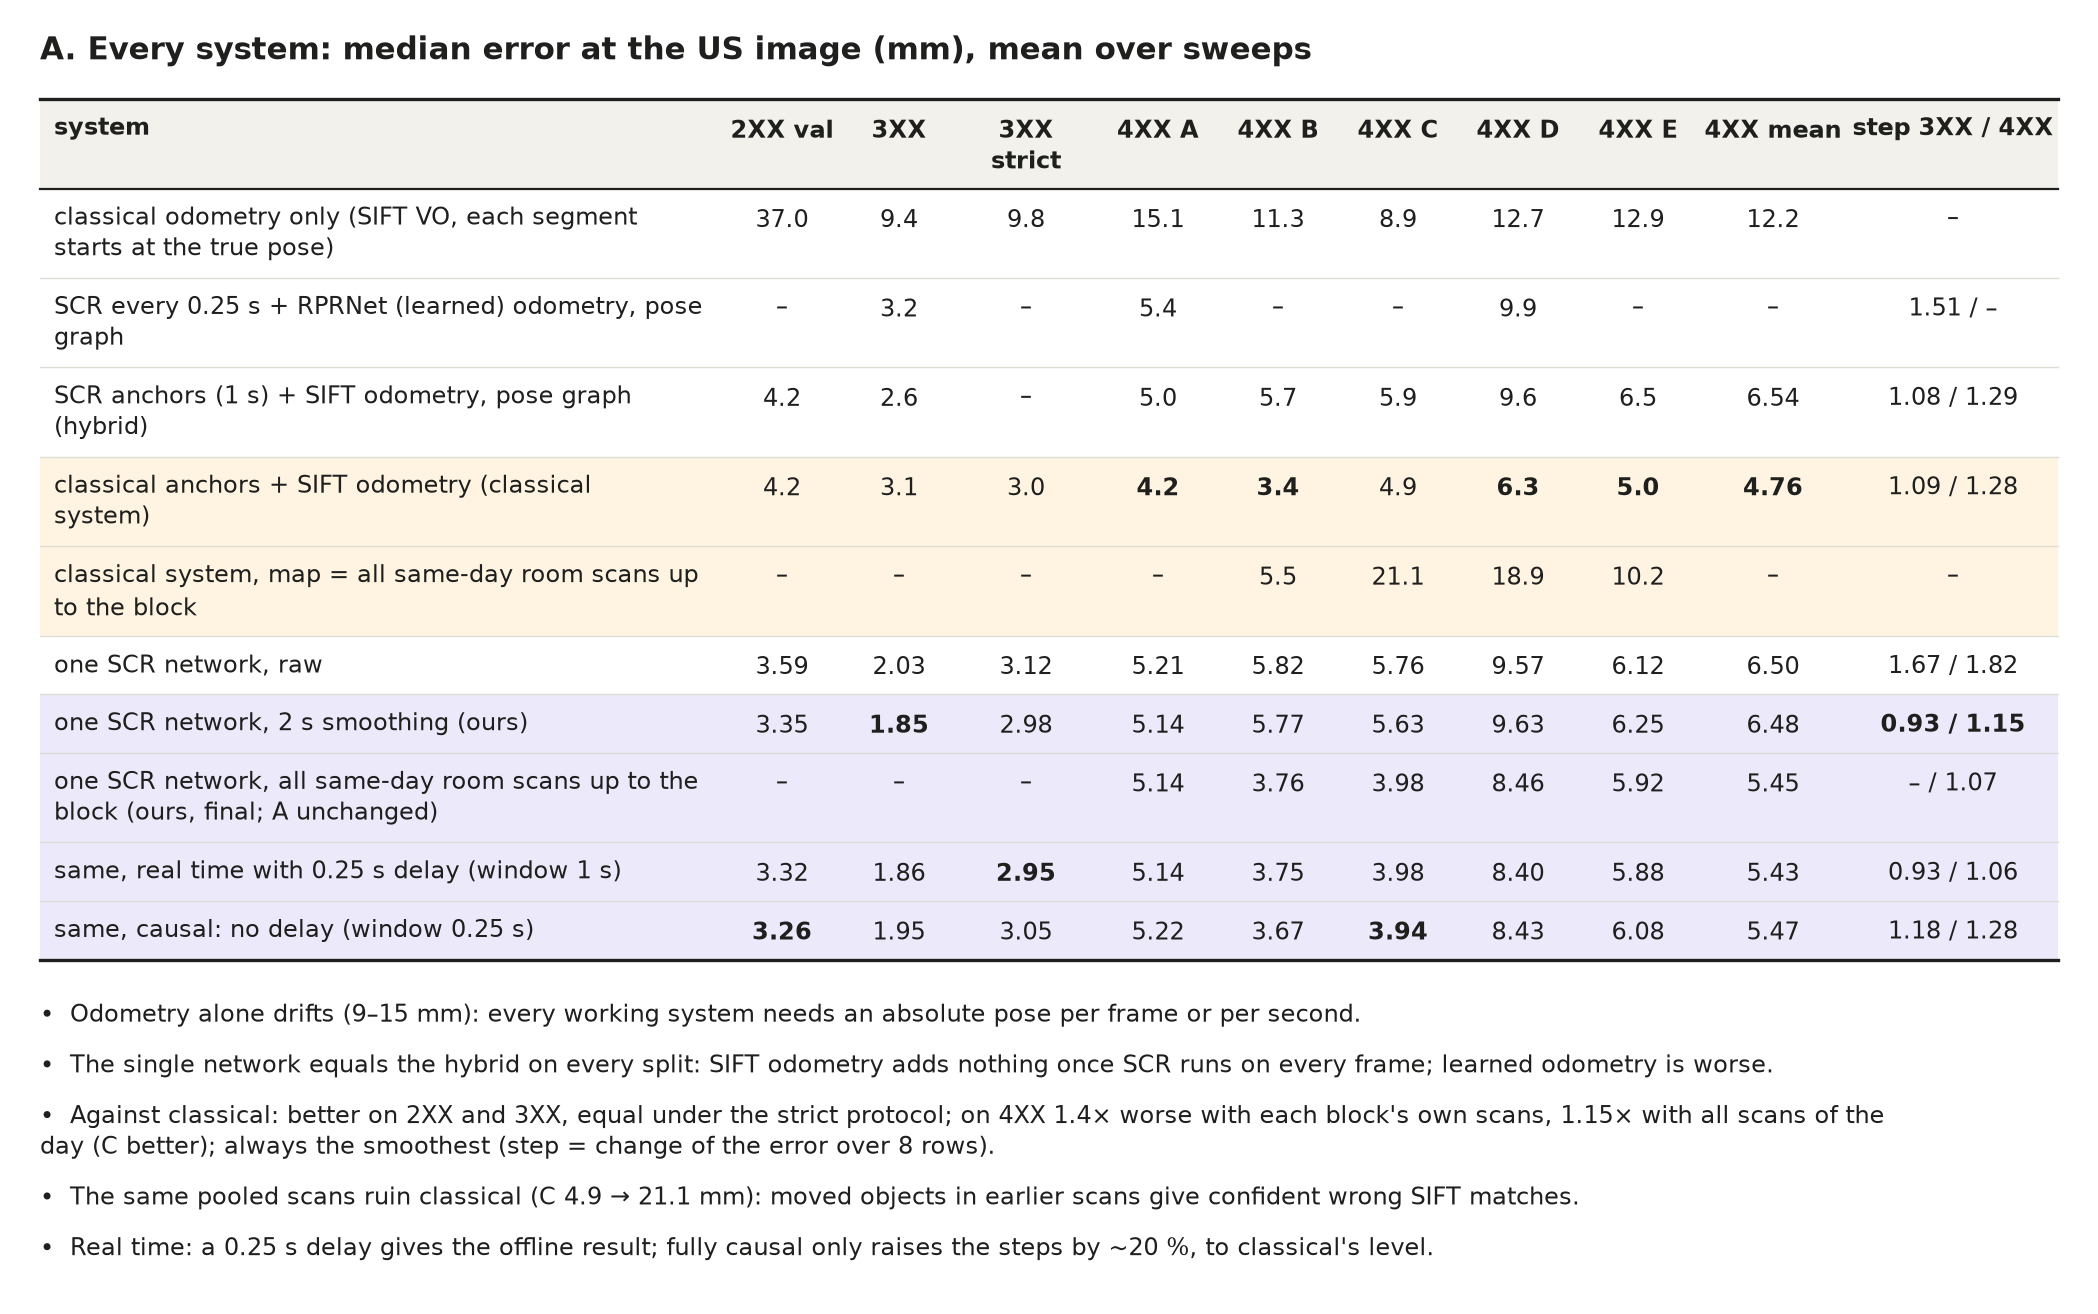 A. Every system: median error at the US image (mm), mean over sweeps
system 2XX val 3XX 3XX strict 4XX A 4XX B 4XX C 4XX D 4XX E 4XX mean step 3XX / 4XX
classical odometry only (SIFT VO, each segment 37.0 9.4 9.8 15.1 11.3 8.9 12.7 12.9 12.2 –
starts at the true pose)
SCR every 0.25 s + RPRNet (learned) odometry, pose – 3.2 – 5.4 – – 9.9 – – 1.51 / –
graph
SCR anchors (1 s) + SIFT odometry, pose graph 4.2 2.6 – 5.0 5.7 5.9 9.6 6.5 6.54 1.08 / 1.29
(hybrid)
classical anchors + SIFT odometry (classical 4.2 3.1 3.0 4.2 3.4 4.9 6.3 5.0 4.76 1.09 / 1.28
system)
classical system, map = all same-day room scans up – – – – 5.5 21.1 18.9 10.2 – –
to the block
one SCR network, raw 3.59 2.03 3.12 5.21 5.82 5.76 9.57 6.12 6.50 1.67 / 1.82
one SCR network, 2 s smoothing (ours) 3.35 1.85 2.98 5.14 5.77 5.63 9.63 6.25 6.48 0.93 / 1.15
one SCR network, all same-day room scans up to the – – – 5.14 3.76 3.98 8.46 5.92 5.45 – / 1.07
block (ours, final; A unchanged)
same, real time with 0.25 s delay (window 1 s) 3.32 1.86 2.95 5.14 3.75 3.98 8.40 5.88 5.43 0.93 / 1.06
same, causal: no delay (window 0.25 s) 3.26 1.95 3.05 5.22 3.67 3.94 8.43 6.08 5.47 1.18 / 1.28
• Odometry alone drifts (9–15 mm): every working system needs an absolute pose per frame or per second.
• The single network equals the hybrid on every split: SIFT odometry adds nothing once SCR runs on every frame; learned odometry is worse.
• Against classical: better on 2XX and 3XX, equal under the strict protocol; on 4XX 1.4× worse with each block's own scans, 1.15× with all scans of the
day (C better); always the smoothest (step = change of the error over 8 rows).
• The same pooled scans ruin classical (C 4.9 → 21.1 mm): moved objects in earlier scans give confident wrong SIFT matches.
• Real time: a 0.25 s delay gives the offline result; fully causal only raises the steps by ~20 %, to classical's level.